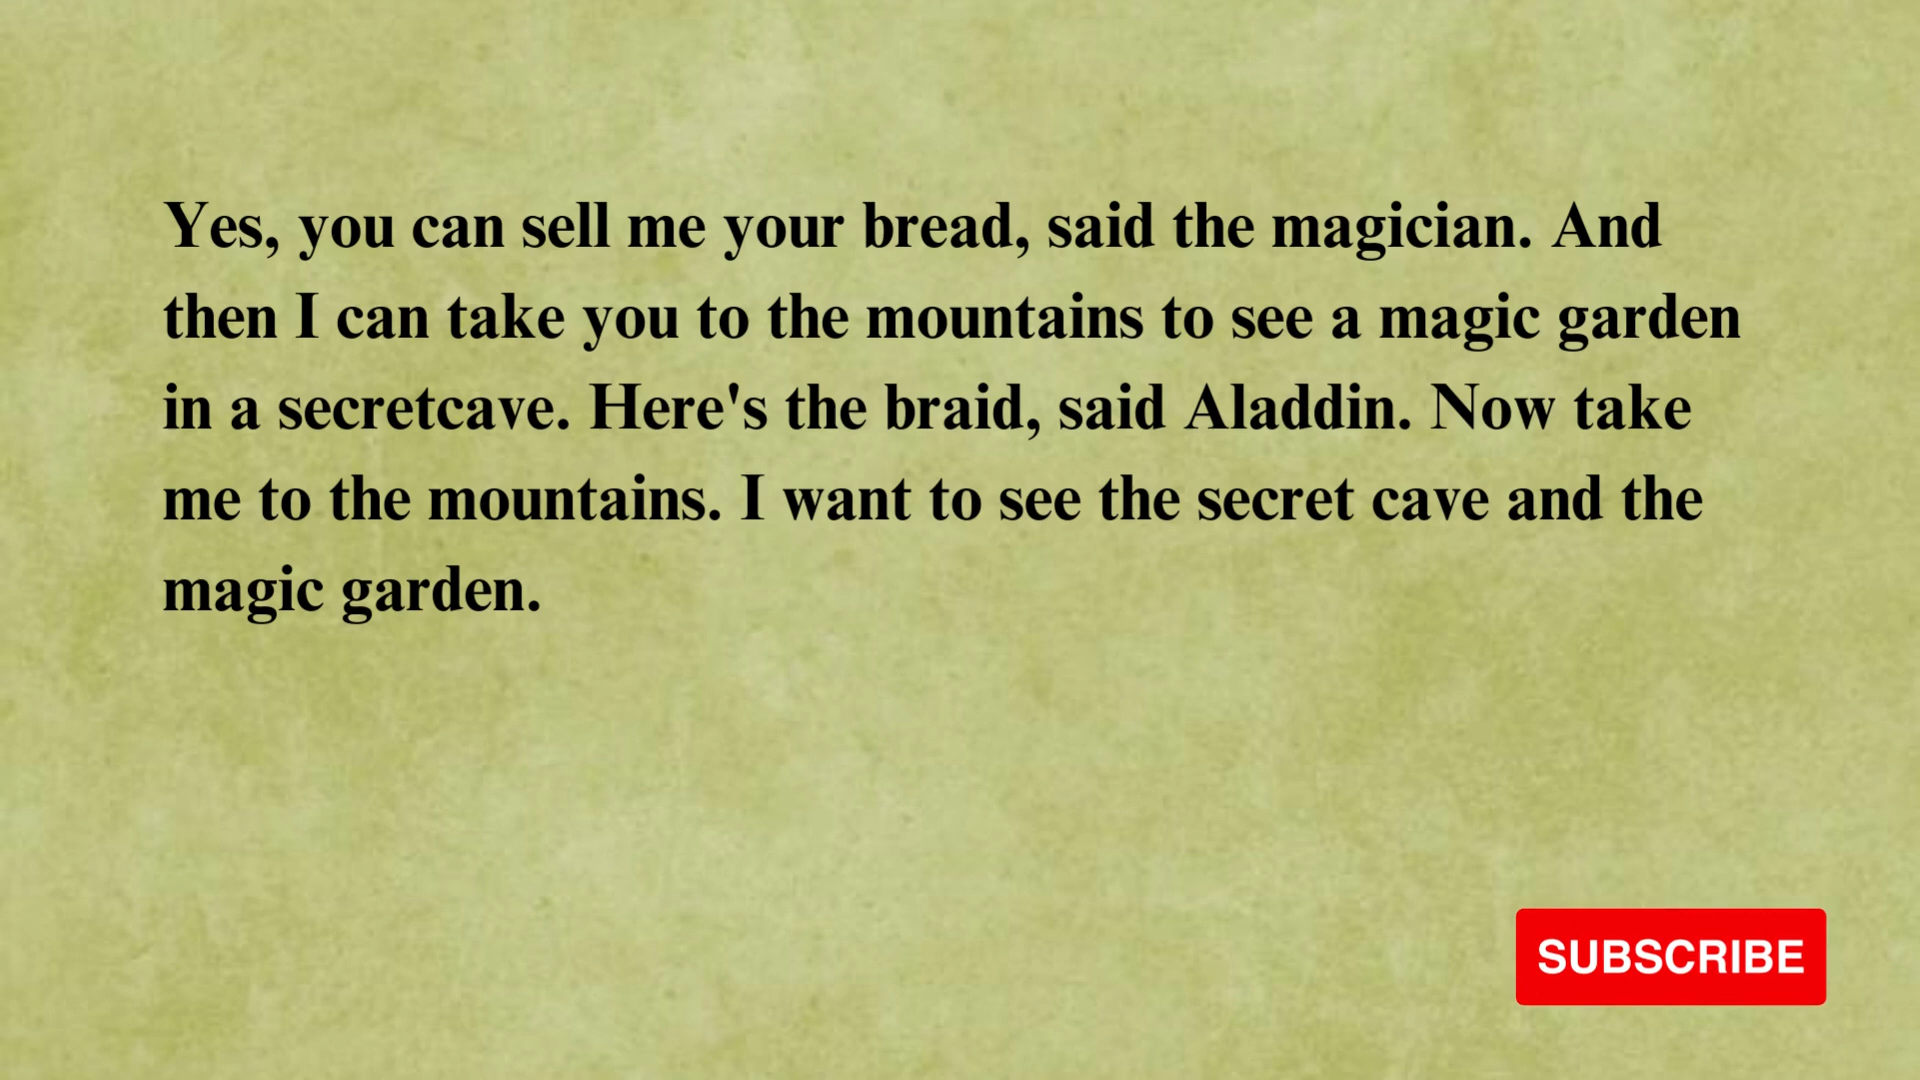 Yes, you can sell me your bread, said the magician. And
then I can take you to the mountains to see a magic garden
in a secretcave. Here's the braid, said Aladdin. Now take
me to the mountains. I want to see the secret cave and the
magic garden.
SUBSCRIBE